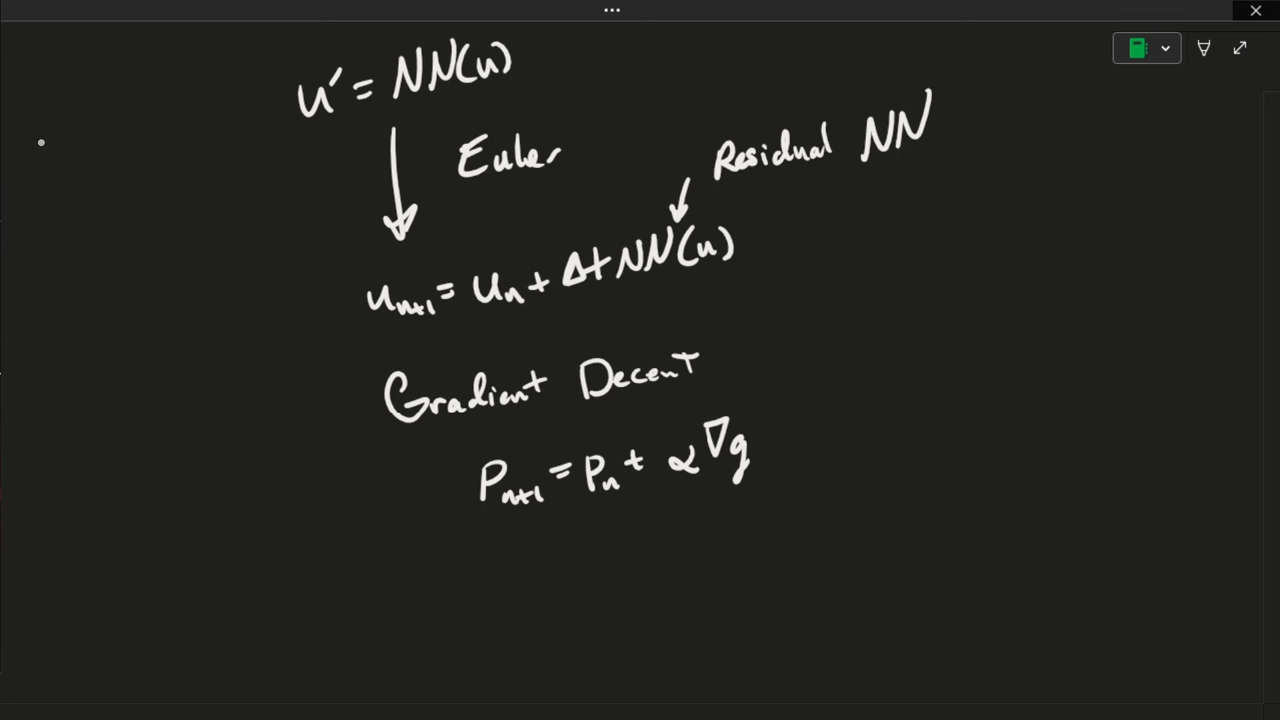 u' = NN(u)
Euler
Residual NN
u_{n+1} = u_n + Δt NN(u)
Gradient Decent
P_{n+1} = P_n + α ∇g